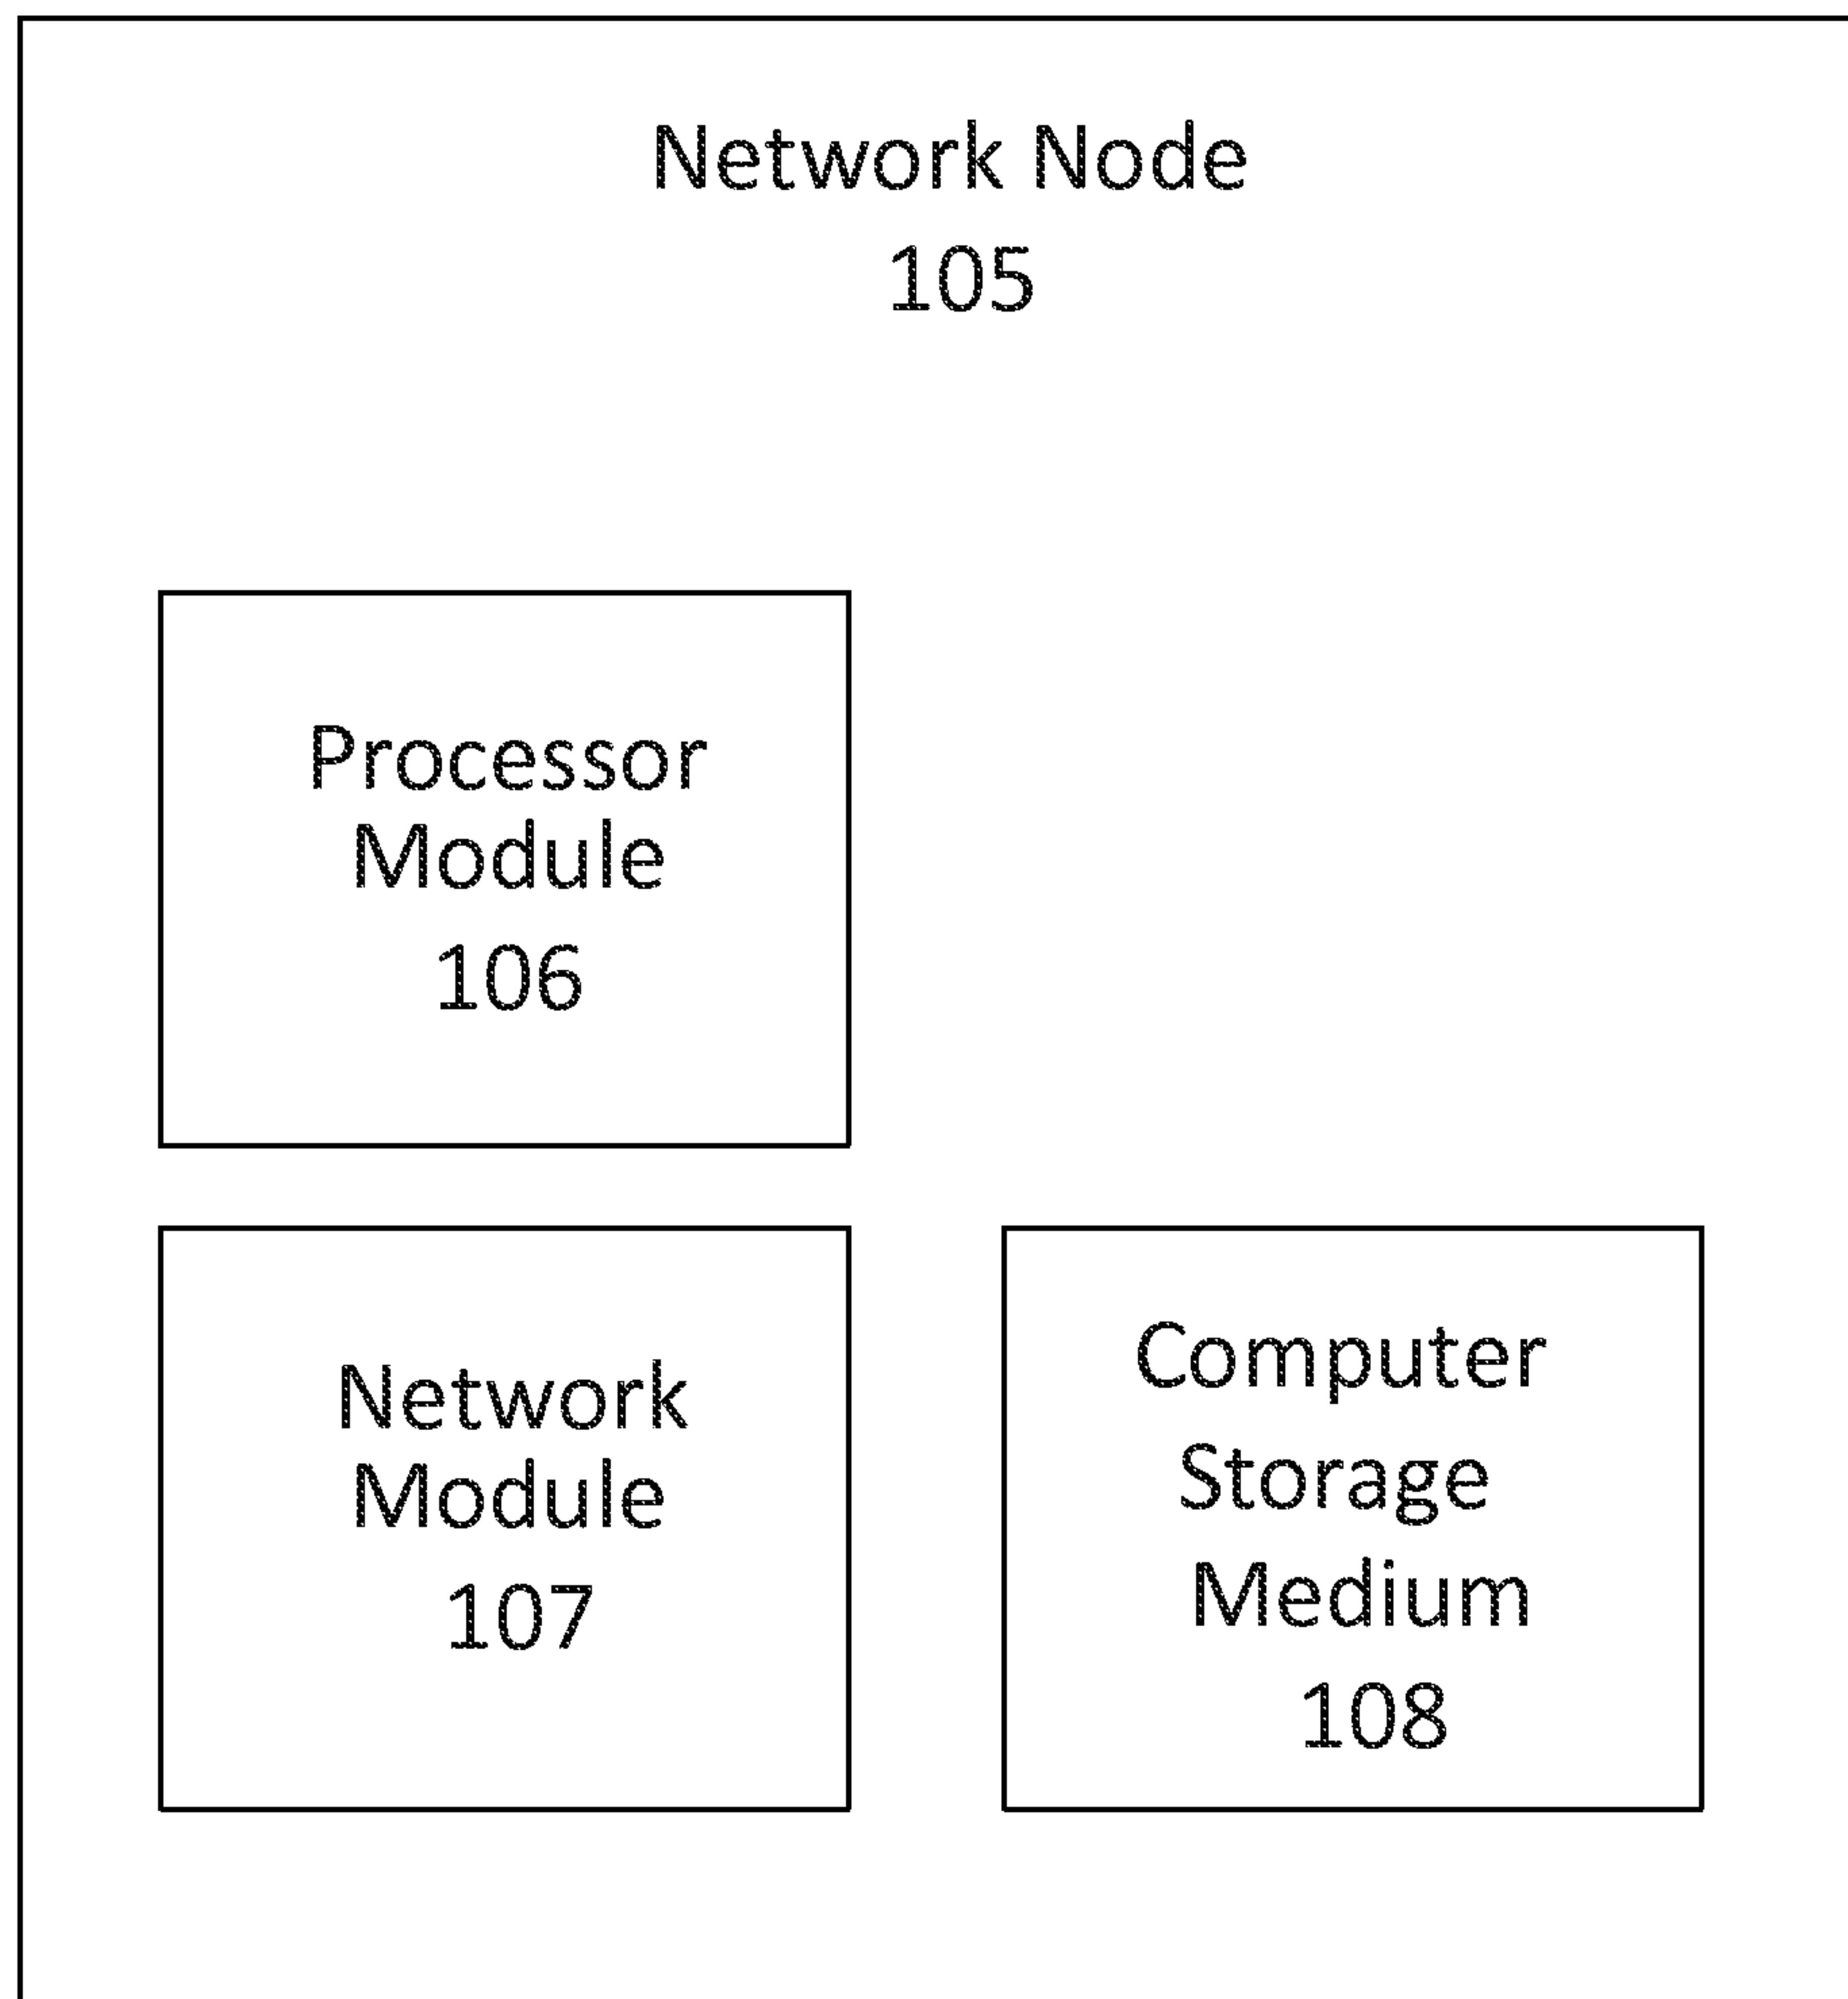 Network Node
105
Processor
Module
106
Network
Module
107
Computer
Storage
Medium
108